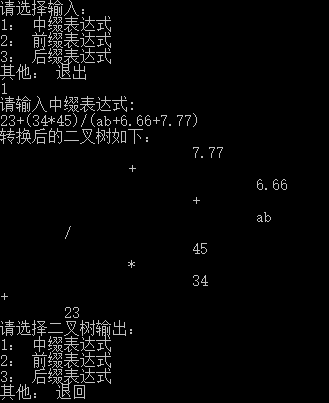 请选择输入:
1: 中缀表达式
2: 前缀表达式
3: 后缀表达式
其他: 退出
1
请输入中缀表达式:
23+(34*45)/(ab+6.66+7.77)
转换后的二叉树如下:
7.77
+
6.66
+
ab
/
45
*
34
+
23
请选择二叉树输出:
1: 中缀表达式
2: 前缀表达式
3: 后缀表达式
其他: 退回